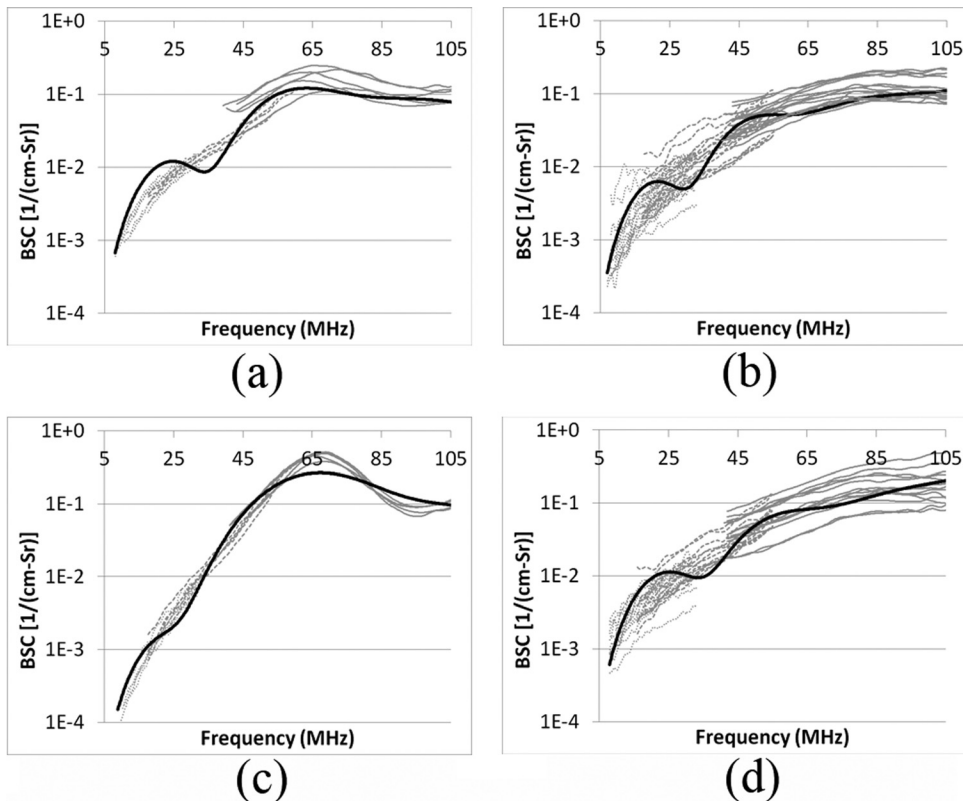 1E+0
5 25 45 65 85 105
1E-1
1E-2
1E-3
1E-4
BSC [1/(cm-Sr)]
Frequency (MHz)
(a)
1E+0
5 25 45 65 85 105
1E-1
1E-2
1E-3
1E-4
BSC [1/(cm-Sr)]
Frequency (MHz)
(b)
1E+0
5 25 45 65 85 105
1E-1
1E-2
1E-3
1E-4
BSC [1/(cm-Sr)]
Frequency (MHz)
(c)
1E+0
5 25 45 65 85 105
1E-1
1E-2
1E-3
1E-4
BSC [1/(cm-Sr)]
Frequency (MHz)
(d)